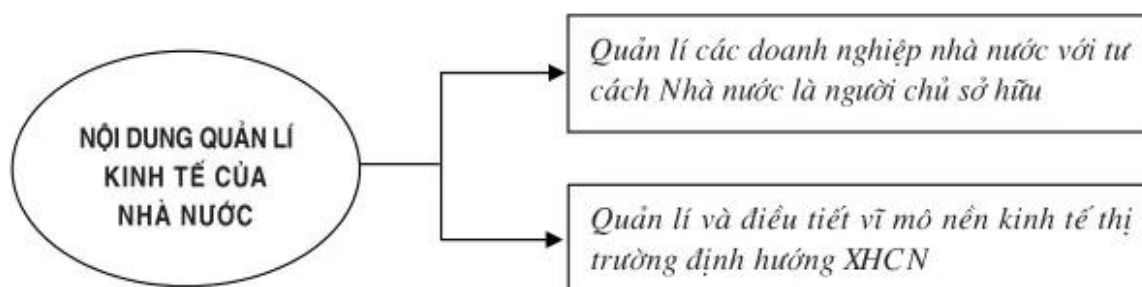 NỘI DUNG QUẢN LÍ
KINH TẾ CỦA
NHÀ NƯỚC
Quản lí các doanh nghiệp nhà nước với tư
cách Nhà nước là người chủ sở hữu
Quản lí và điều tiết vĩ mô nền kinh tế thị
trường định hướng XHCN